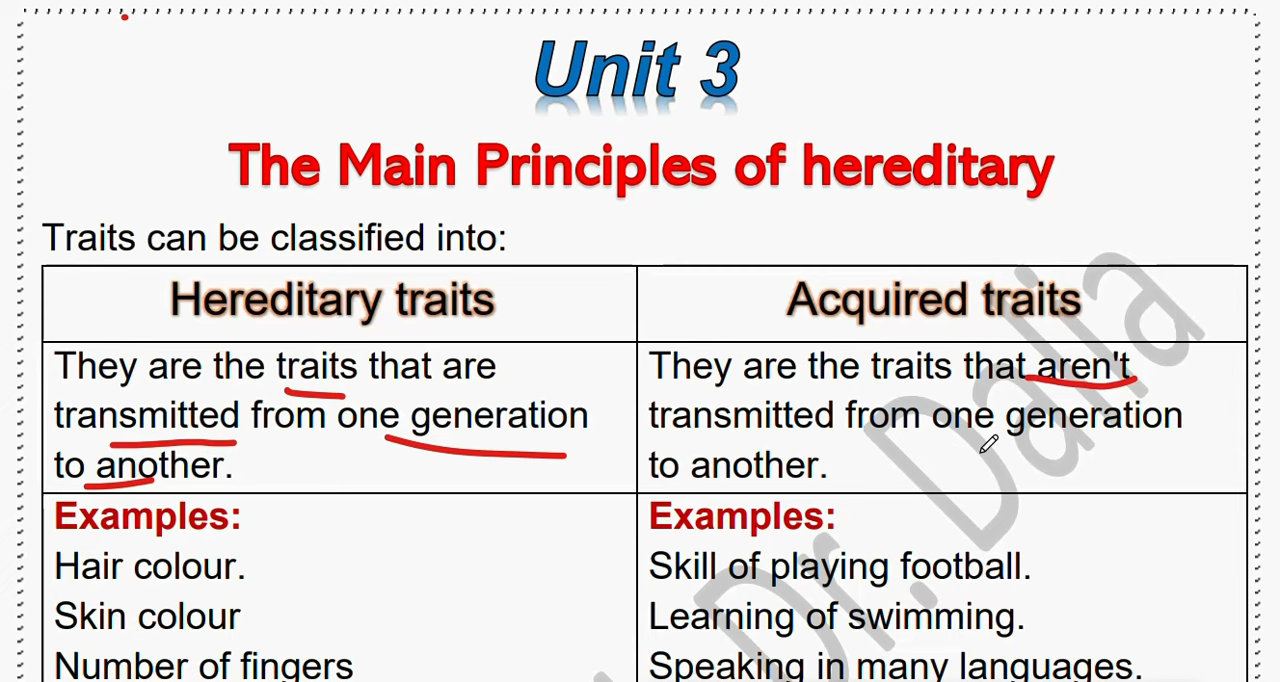 Unit 3
The Main Principles of hereditary
Traits can be classified into:
Hereditary traits
Acquired traits
They are the traits that are
transmitted from one generation
to another.
They are the traits that aren't
transmitted from one generation
to another.
Examples:
Hair colour.
Skin colour
Number of fingers
Examples:
Skill of playing football.
Learning of swimming.
Speaking in many languages.
Dr. Dalia